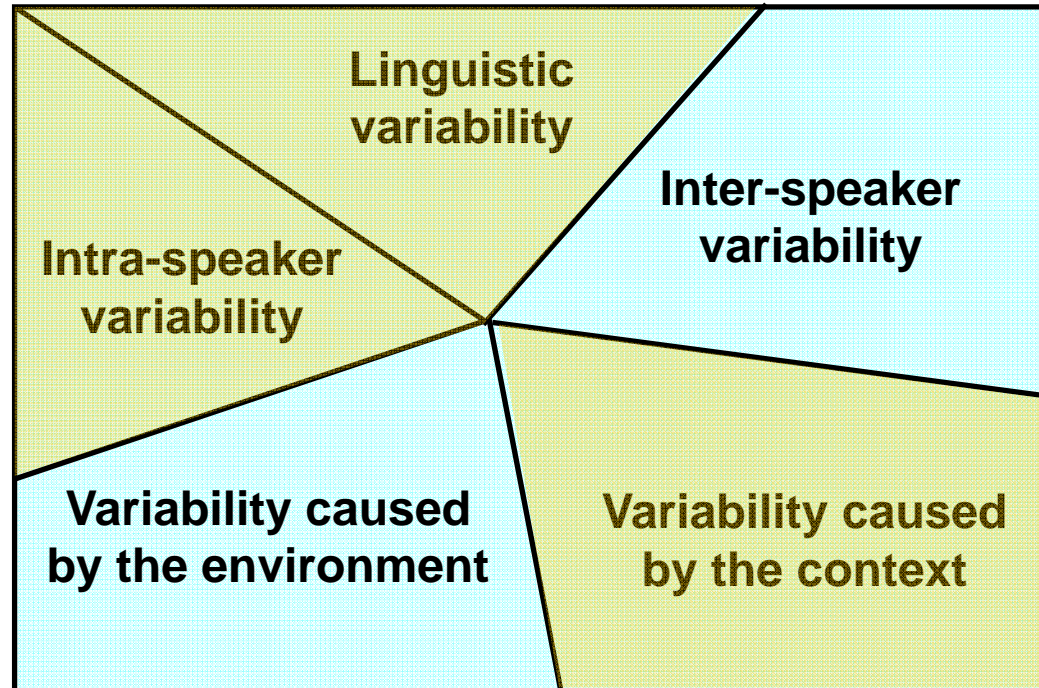 Linguistic
variability
Inter-speaker
variability
Intra-speaker
variability
Variability caused
by the environment
Variability caused
by the context